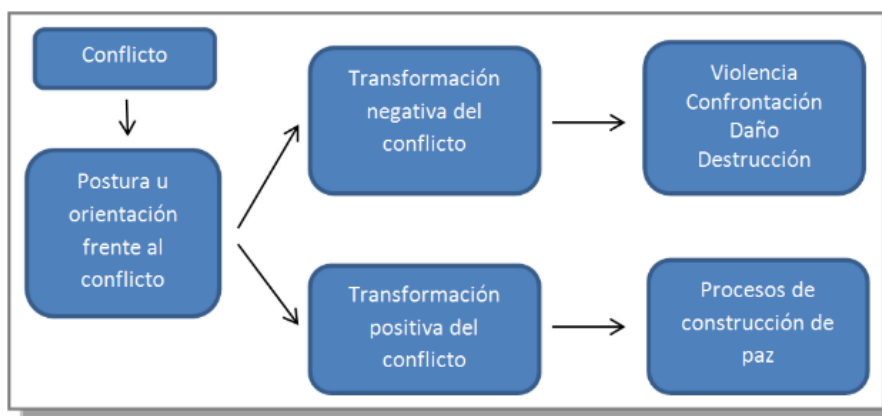 Conflicto
Postura u
orientación
frente al
conflicto
Transformación
negativa del
conflicto
Violencia
Confrontación
Daño
Destrucción
Transformación
positiva del
conflicto
Procesos de
construcción de
paz